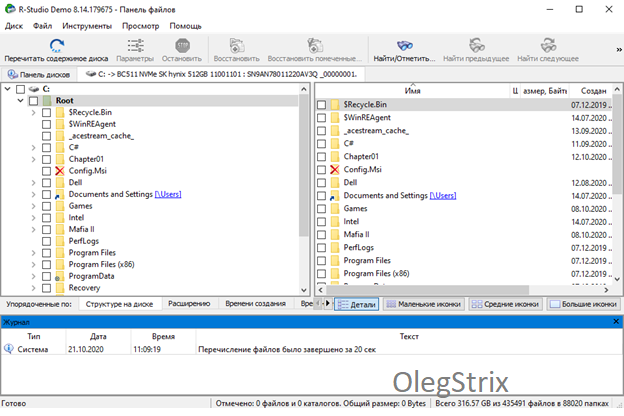 R-Studio Demo 8.14.179675 - Панель файлов
Диск Файл Инструменты Просмотр Помощь
Перечитать содержимое диска Параметры Остановить Восстановить Восстановить помеченные... Найти/Отметить... Найти предыдущее Найти следующее »
Панель дисков C: -> BC511 NVMe SK hynix 512GB 11001101 : SN9AN78011220AV3Q _00000001.
C:
Root
$Recycle.Bin
$WinREAgent
_acestream_cache_
C#
Chapter01
Config.Msi
Dell
Documents and Settings [\Users]
Games
Intel
Mafia II
PerfLogs
Program Files
Program Files (x86)
ProgramData
Recovery
Имя Ц азмер, Байты Создан
$Recycle.Bin 07.12.2019 ..
$WinREAgent 14.07.2020 ..
_acestream_cache_ 13.09.2020 ..
C# 11.09.2020 ..
Chapter01 12.10.2020 ..
Config.Msi
Dell 12.08.2020 ..
Documents and Settings [\Users] 14.07.2020 ..
Games 08.10.2020 ..
Intel 14.07.2020 ..
Mafia II 08.10.2020 ..
PerfLogs 07.12.2019 ..
Program Files 07.12.2019 ..
Program Files (x86) 07.12.2019 ..
Упорядоченные по: Структуре на диске Расширению Времени создания Вре
Детали Маленькие иконки Средние иконки Большие иконки
Журнал
Тип Дата Время Текст
Система 21.10.2020 11:09:19 Перечисление файлов было завершено за 20 сек
OlegStrix
Готово Отмечено: 0 файлов и 0 каталогов. Общий размер: 0 Bytes Всего 316.57 GB из 435491 файлов в 88020 папках